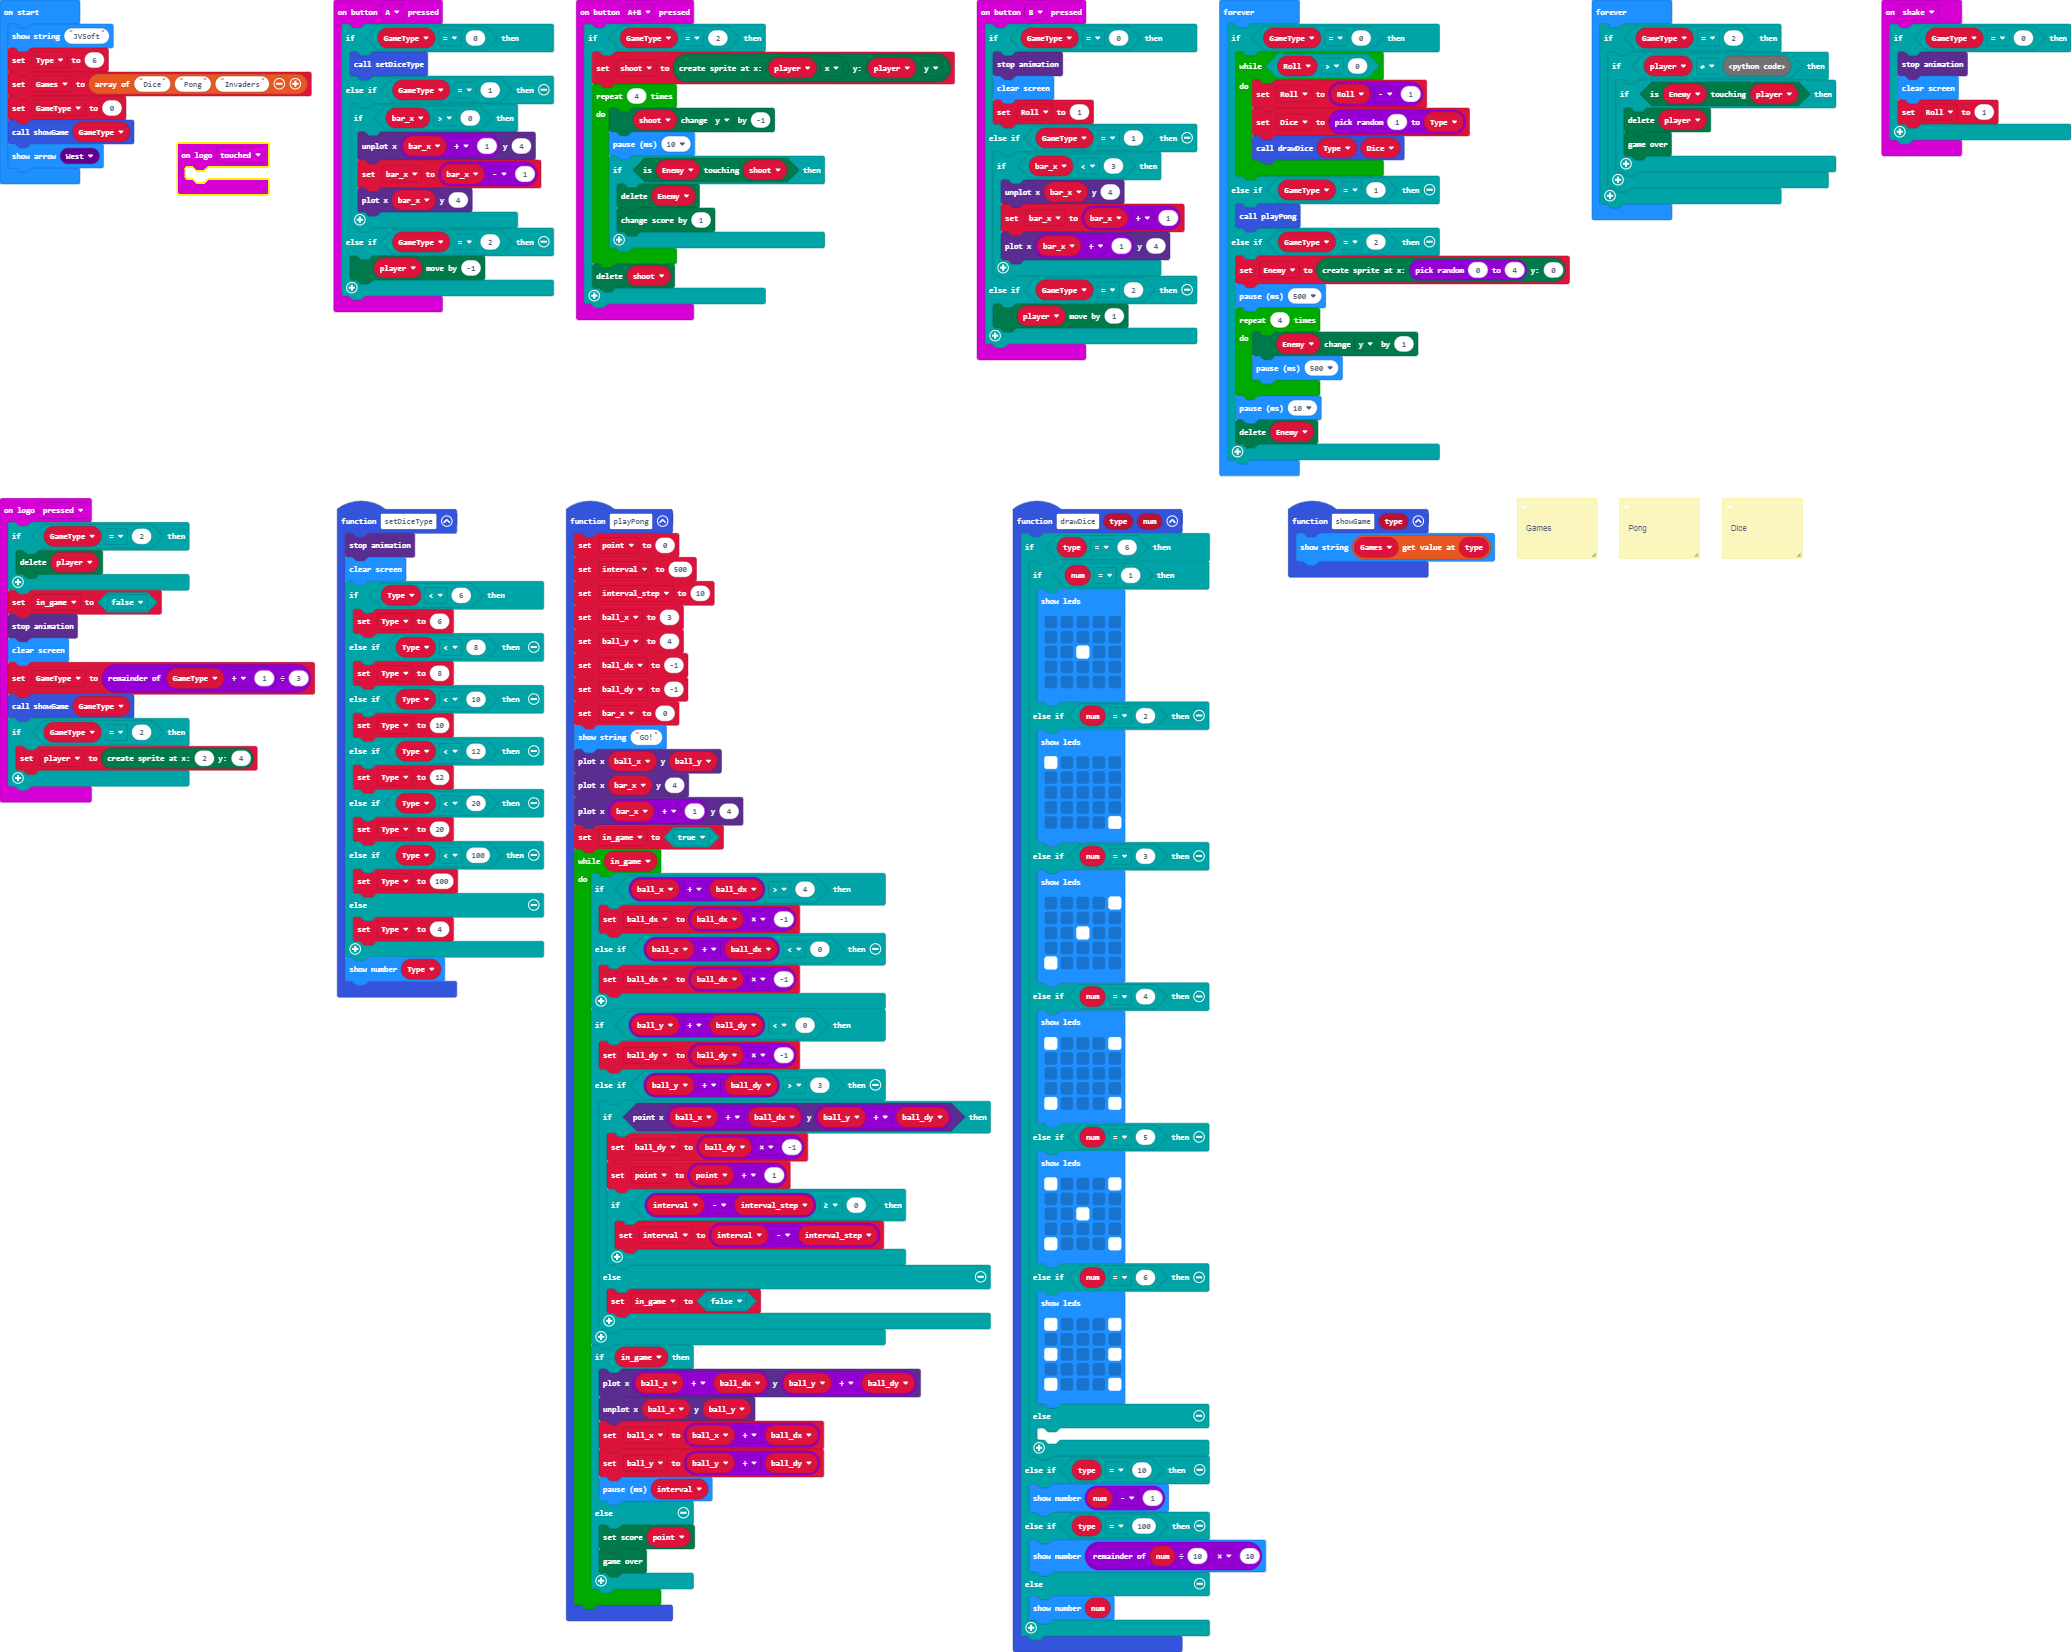 on start
show string "JVSoft"
set Type to 6
set Games to array of "Dice" "Pong" "Invaders"
set GameType to 0
call showGame GameType
show arrow West
on logo touched
on button A pressed
if GameType = 0 then
call setDiceType
else if GameType = 1 then
if bar_x > 0 then
unplot x bar_x + 1 y 4
set bar_x to bar_x - 1
plot x bar_x y 4
else if GameType = 2 then
player move by -1
on button A+B pressed
if GameType = 2 then
set shoot to create sprite at x: player x y: player y
repeat 4 times
do
shoot change y by -1
pause (ms) 10
if is Enemy touching shoot then
delete Enemy
change score by 1
delete shoot
on button B pressed
if GameType = 0 then
stop animation
clear screen
set Roll to 1
else if GameType = 1 then
if bar_x < 3 then
unplot x bar_x y 4
set bar_x to bar_x + 1
plot x bar_x + 1 y 4
else if GameType = 2 then
player move by 1
forever
if GameType = 0 then
while Roll > 0
do
set Roll to Roll - 1
set Dice to pick random 1 to Type
call drawDice Type Dice
else if GameType = 1 then
call playPong
else if GameType = 2 then
set Enemy to create sprite at x: pick random 0 to 4 y: 0
pause (ms) 500
repeat 4 times
do
Enemy change y by 1
pause (ms) 500
pause (ms) 10
delete Enemy
forever
if GameType = 2 then
if player ≠ <python code> then
if is Enemy touching player then
delete player
game over
on shake
if GameType = 0 then
stop animation
clear screen
set Roll to 1
on logo pressed
if GameType = 2 then
delete player
set in_game to false
stop animation
clear screen
set GameType to remainder of GameType + 1 ÷ 3
call showGame GameType
if GameType = 2 then
set player to create sprite at x: 2 y: 4
function setDiceType
stop animation
clear screen
if Type < 6 then
set Type to 6
else if Type < 8 then
set Type to 8
else if Type < 10 then
set Type to 10
else if Type < 12 then
set Type to 12
else if Type < 20 then
set Type to 20
else if Type < 100 then
set Type to 100
else
set Type to 4
show number Type
function playPong
set point to 0
set interval to 500
set interval_step to 10
set ball_x to 3
set ball_y to 4
set ball_dx to -1
set ball_dy to -1
set bar_x to 0
show string "GO!"
plot x ball_x y ball_y
plot x bar_x y 4
plot x bar_x + 1 y 4
set in_game to true
while in_game
do
if ball_x + ball_dx > 4 then
set ball_dx to ball_dx × -1
else if ball_x + ball_dx < 0 then
set ball_dx to ball_dx × -1
if ball_y + ball_dy < 0 then
set ball_dy to ball_dy × -1
else if ball_y + ball_dy > 3 then
if point x ball_x + ball_dx y ball_y + ball_dy then
set ball_dy to ball_dy × -1
set point to point + 1
if interval - interval_step ≥ 0 then
set interval to interval - interval_step
else
set in_game to false
if in_game then
plot x ball_x + ball_dx y ball_y + ball_dy
unplot x ball_x y ball_y
set ball_x to ball_x + ball_dx
set ball_y to ball_y + ball_dy
pause (ms) interval
else
set score point
game over
function drawDice type num
if type = 6 then
if num = 1 then
show leds
else if num = 2 then
show leds
else if num = 3 then
show leds
else if num = 4 then
show leds
else if num = 5 then
show leds
else if num = 6 then
show leds
else
else if type = 10 then
show number num - 1
else if type = 100 then
show number remainder of num ÷ 10 × 10
else
show number num
function showGame type
show string Games get value at type
Games
Pong
Dice